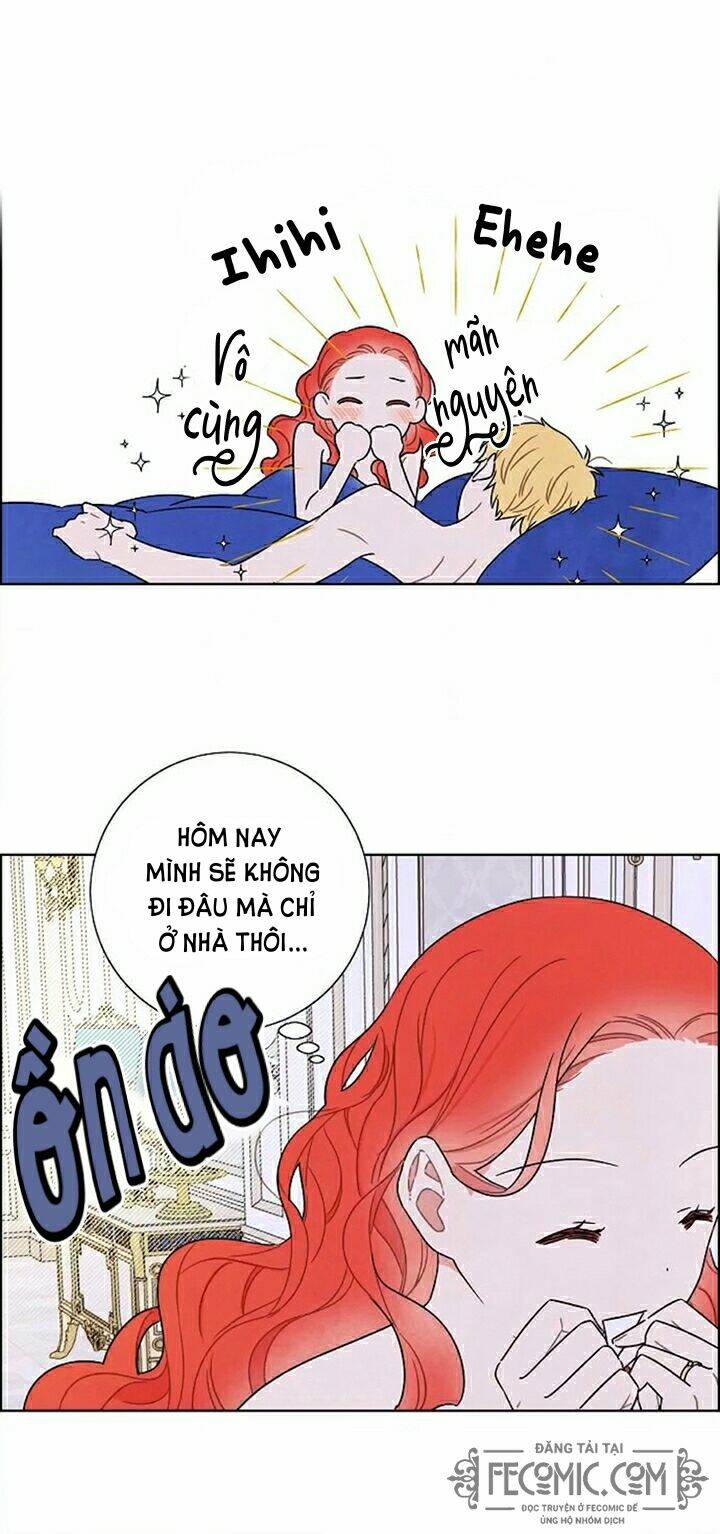 Ihihi
Ehehe
Vô
cùng
mãn
nguyện
HÔM NAY
MÌNH SẼ KHÔNG
ĐI ĐÂU MÀ CHỈ
Ở NHÀ THÔI...
ồn dơ
ĐĂNG TẢI TẠI
FECOMIC.COM
ĐỌC TRUYỆN Ở FECOMIC ĐỂ
ỦNG HỘ NHÓM DỊCH